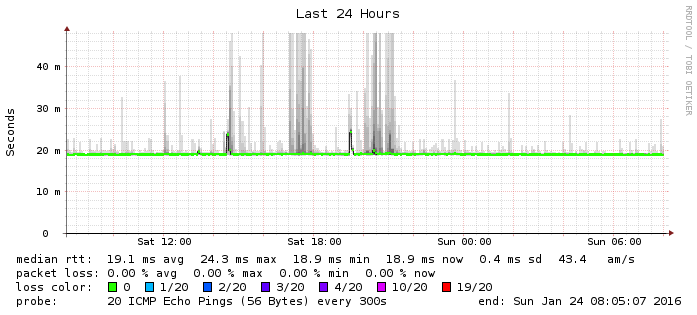 Last 24 Hours
RRDTOOL / TOBI OETIKER
Seconds
40 m
30 m
20 m
10 m
0
Sat 12:00 Sat 18:00 Sun 00:00 Sun 06:00
median rtt: 19.1 ms avg 24.3 ms max 18.9 ms min 18.9 ms now 0.4 ms sd 43.4 am/s
packet loss: 0.00 % avg 0.00 % max 0.00 % min 0.00 % now
loss color: 0 1/20 2/20 3/20 4/20 10/20 19/20
probe: 20 ICMP Echo Pings (56 Bytes) every 300s end: Sun Jan 24 08:05:07 2016